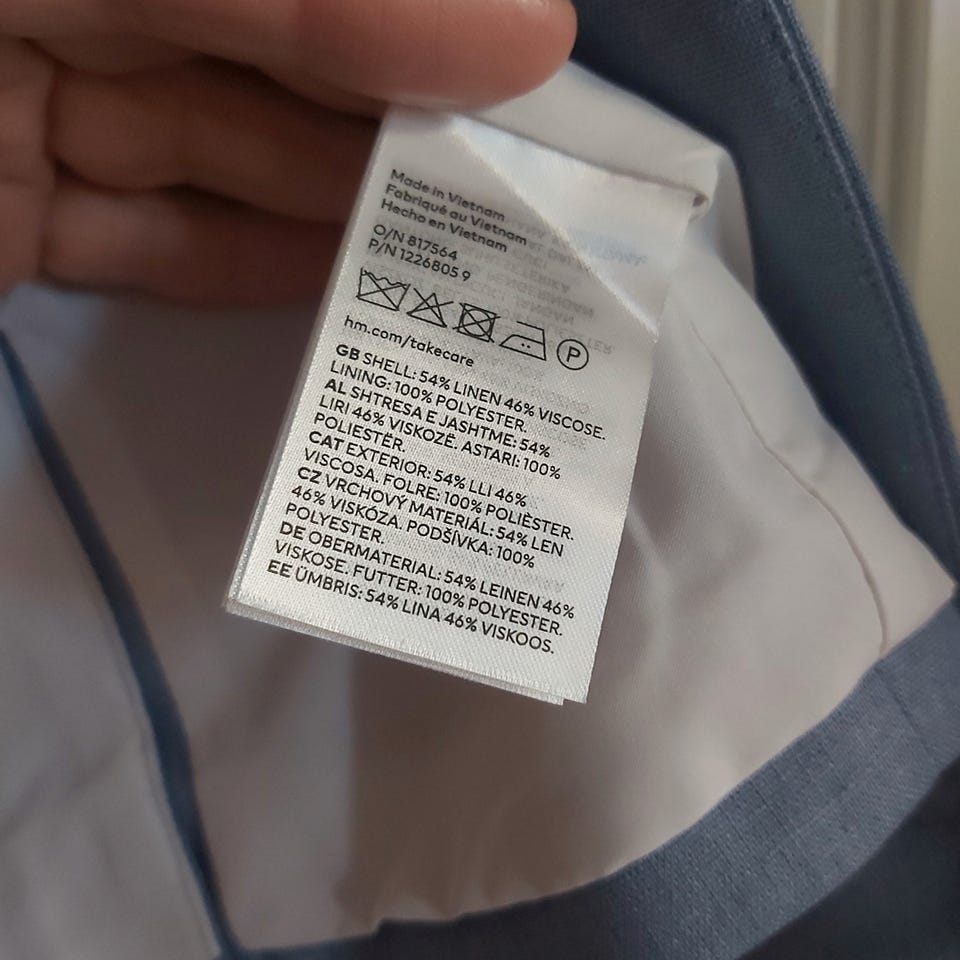 Made in Vietnam
Fabriqué au Vietnam
Hecho en Vietnam
O/N 817564
P/N 1226805 9
P
hm.com/takecare
GB SHELL: 54% LINEN 46% VISCOSE.
LINING: 100% POLYESTER.
AL SHTRESA E JASHTME: 54%
LIRI 46% VISKOZË. ASTARI: 100%
POLIESTËR.
CAT EXTERIOR: 54% LLI 46%
VISCOSA. FOLRE: 100% POLIÈSTER.
CZ VRCHOVÝ MATERIÁL: 54% LEN
46% VISKÓZA. PODŠÍVKA: 100%
POLYESTER.
DE OBERMATERIAL: 54% LEINEN 46%
VISKOSE. FUTTER: 100% POLYESTER.
EE ÜMBRIS: 54% LINA 46% VISKOOS.